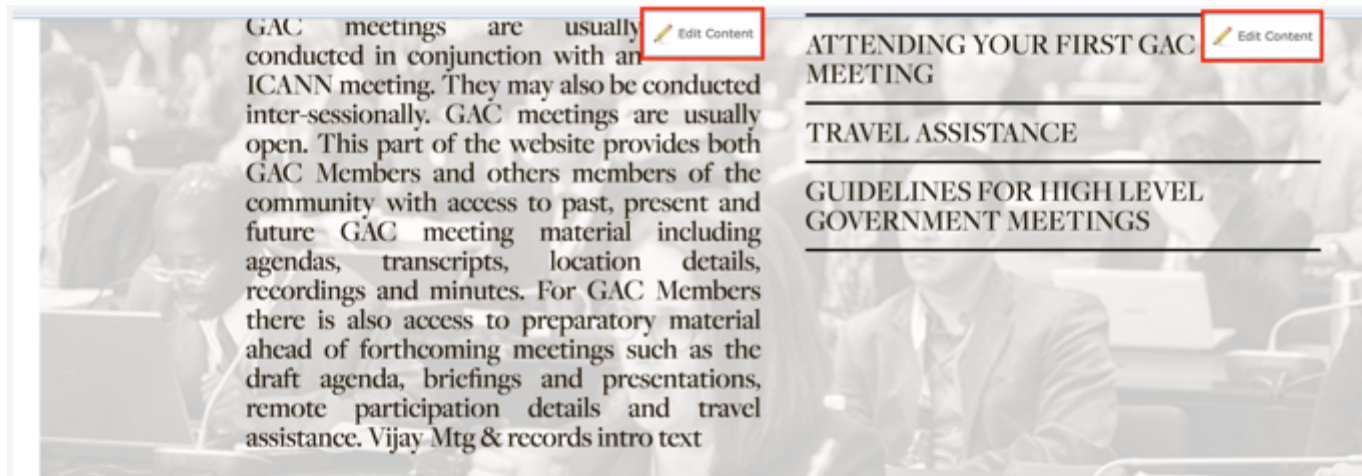 GAC meetings are usually
conducted in conjunction with an
ICANN meeting. They may also be conducted
inter-sessionally. GAC meetings are usually
open. This part of the website provides both
GAC Members and others members of the
community with access to past, present and
future GAC meeting material including
agendas, transcripts, location details,
recordings and minutes. For GAC Members
there is also access to preparatory material
ahead of forthcoming meetings such as the
draft agenda, briefings and presentations,
remote participation details and travel
assistance. Vijay Mtg & records intro text
Edit Content
ATTENDING YOUR FIRST GAC
MEETING
Edit Content
TRAVEL ASSISTANCE
GUIDELINES FOR HIGH LEVEL
GOVERNMENT MEETINGS